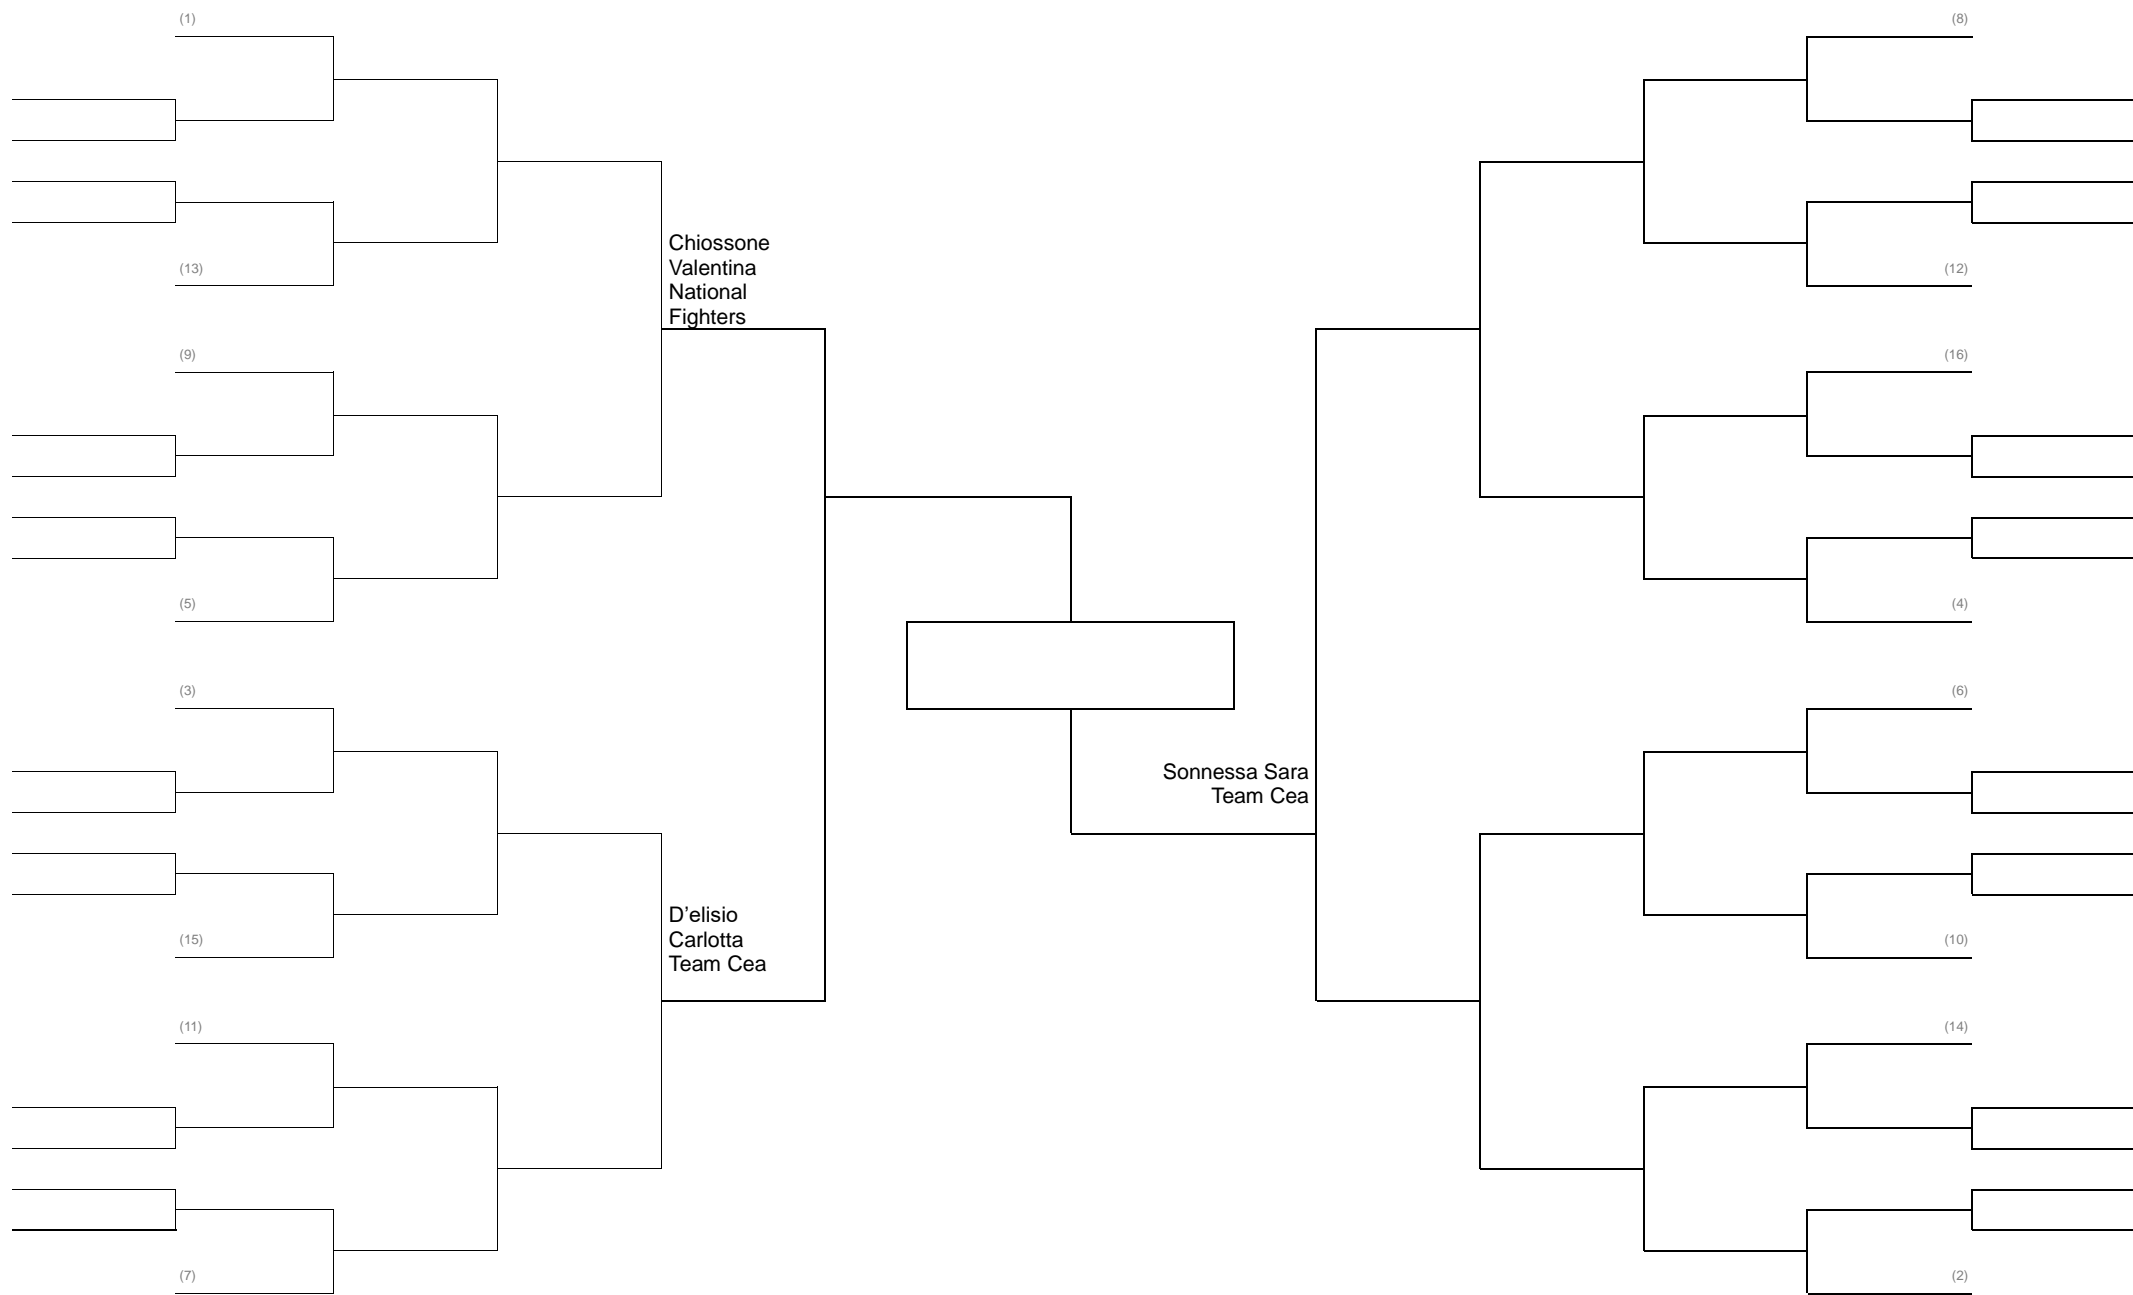 (1)
(8)
Chiossone
Valentina
National
Fighters
(13)
(12)
(9)
(16)
(5)
(4)
(3)
(6)
Sonnessa Sara
Team Cea
D'elisio
Carlotta
Team Cea
(15)
(10)
(11)
(14)
(7)
(2)